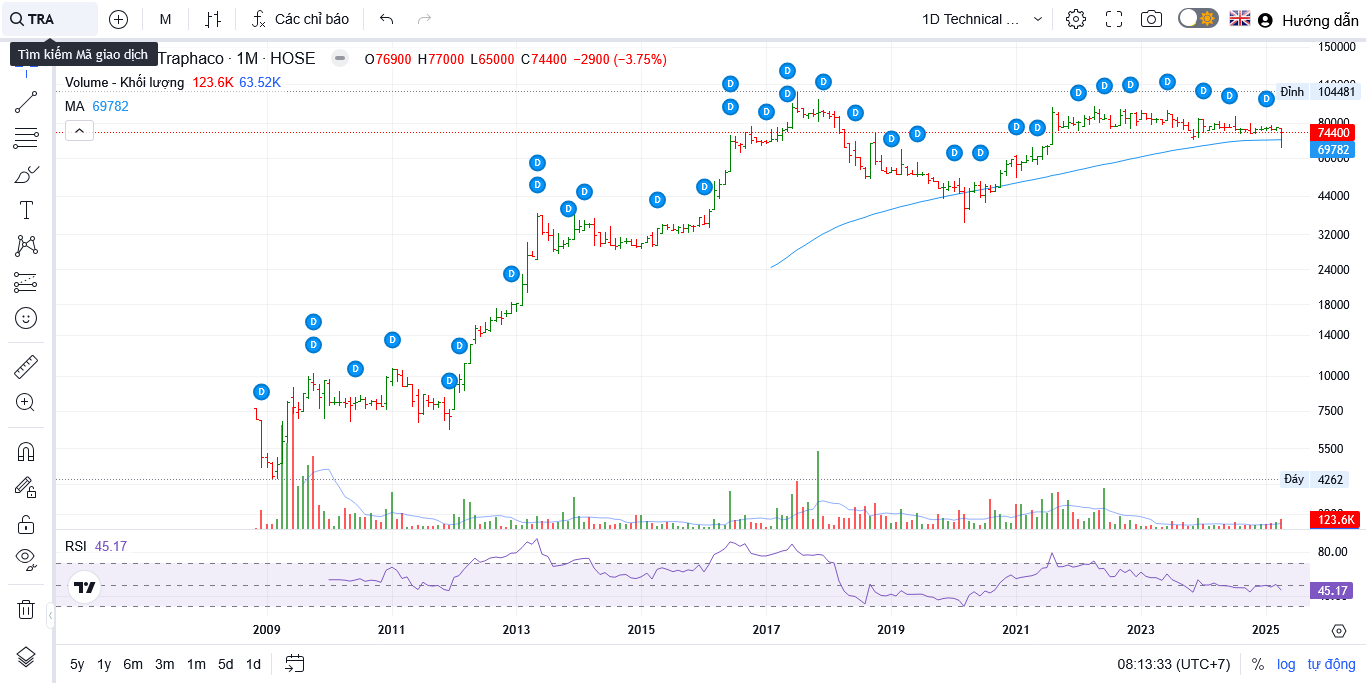 TRA M Các chỉ báo 1D Technical ... Hướng dẫn
Tìm kiếm Mã giao dịch
Traphaco · 1M · HOSE O76900 H77000 L65000 C74400 −2900 (−3.75%)
Volume - Khối lượng 123.6K 63.52K
MA 69782
150000
Đỉnh 104481
80000
74400
69782
60000
44000
32000
24000
18000
14000
10000
7500
5500
Đáy 4262
123.6K
D D D D D D D D D D D D D D D D D D D D D D D D D D D D D D D D D D D D D
RSI 45.17
80.00
45.17
2009 2011 2013 2015 2017 2019 2021 2023 2025
5y 1y 6m 3m 1m 5d 1d 08:13:33 (UTC+7) % log tự động